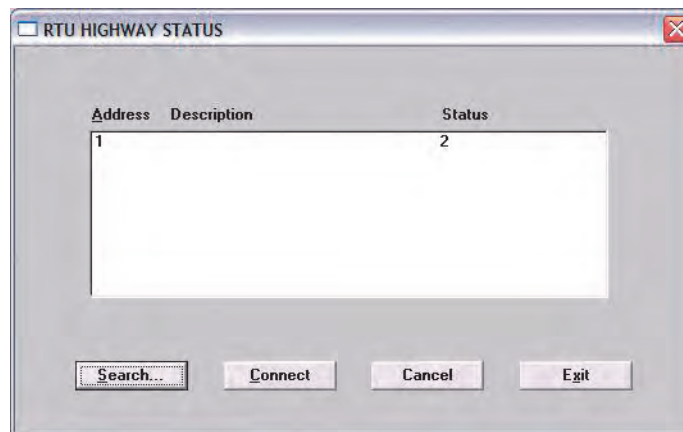 RTU HIGHWAY STATUS
Address Description Status
1 2
Search... Connect Cancel Exit